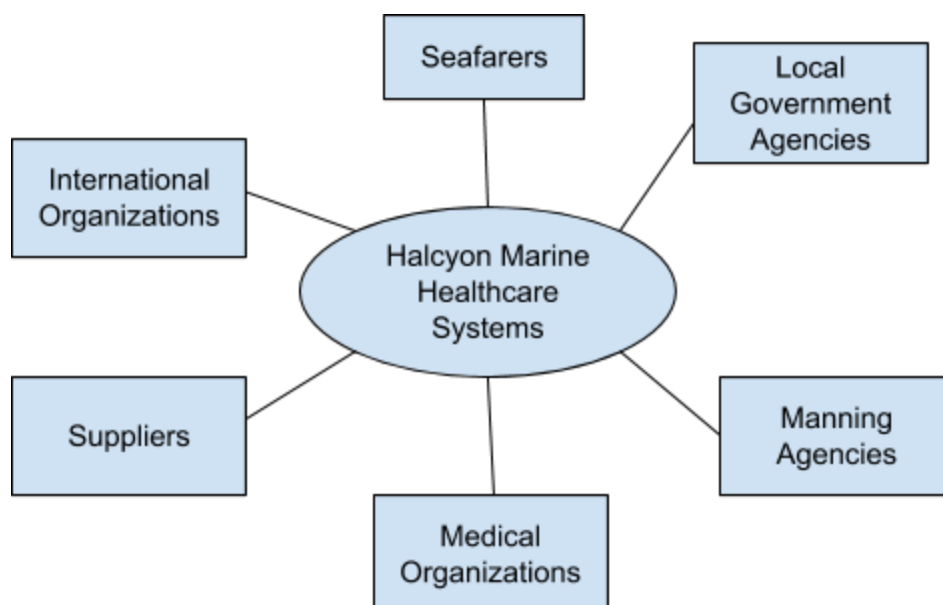 Seafarers
Local
Government
Agencies
International
Organizations
Halcyon Marine
Healthcare
Systems
Suppliers
Manning
Agencies
Medical
Organizations